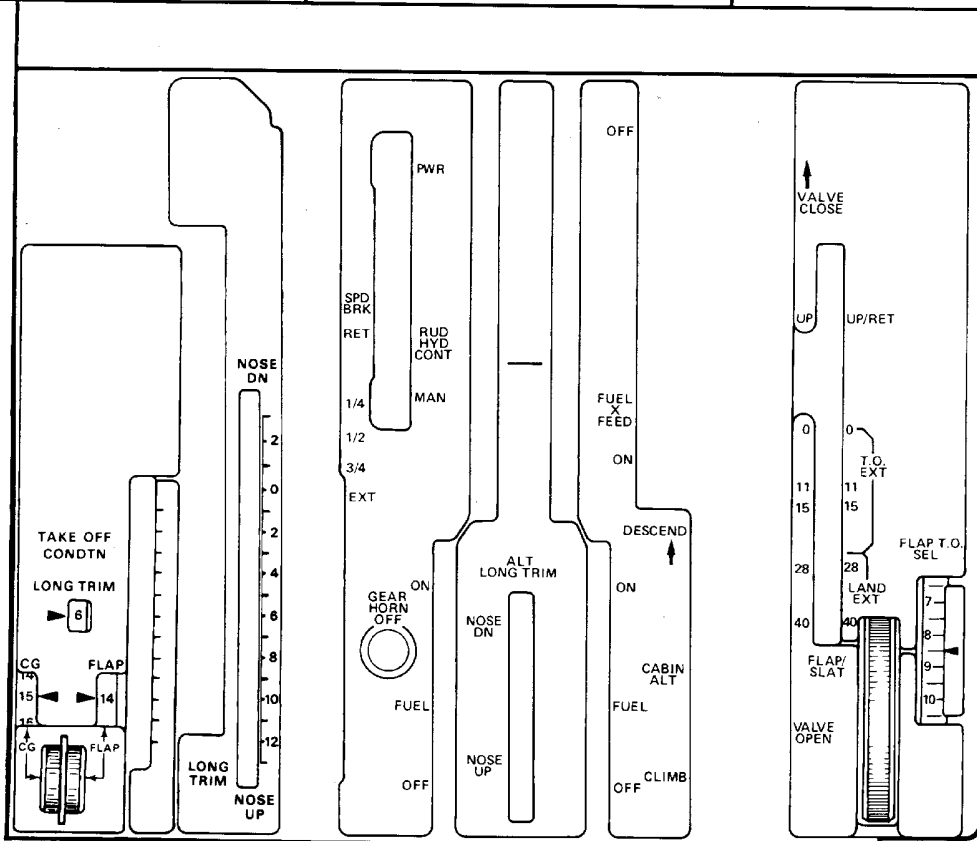 TAKE OFF
CONDTN
LONG TRIM
6
CG
FLAP
14
15
16
14
CG
FLAP
NOSE
DN
2
0
2
4
6
8
10
12
LONG
TRIM
NOSE
UP
PWR
SPD
BRK
RET
RUD
HYD
CONT
MAN
1/4
1/2
3/4
EXT
GEAR
HORN
OFF
ON
FUEL
OFF
ALT
LONG TRIM
NOSE
DN
NOSE
UP
OFF
FUEL
X
FEED
ON
DESCEND
ON
CABIN
ALT
FUEL
OFF
CLIMB
VALVE
CLOSE
UP
UP/RET
0
0
T.O.
EXT
11
11
15
15
28
28
LAND
EXT
40
40
FLAP/
SLAT
VALVE
OPEN
FLAP T.O.
SEL
7
8
9
10